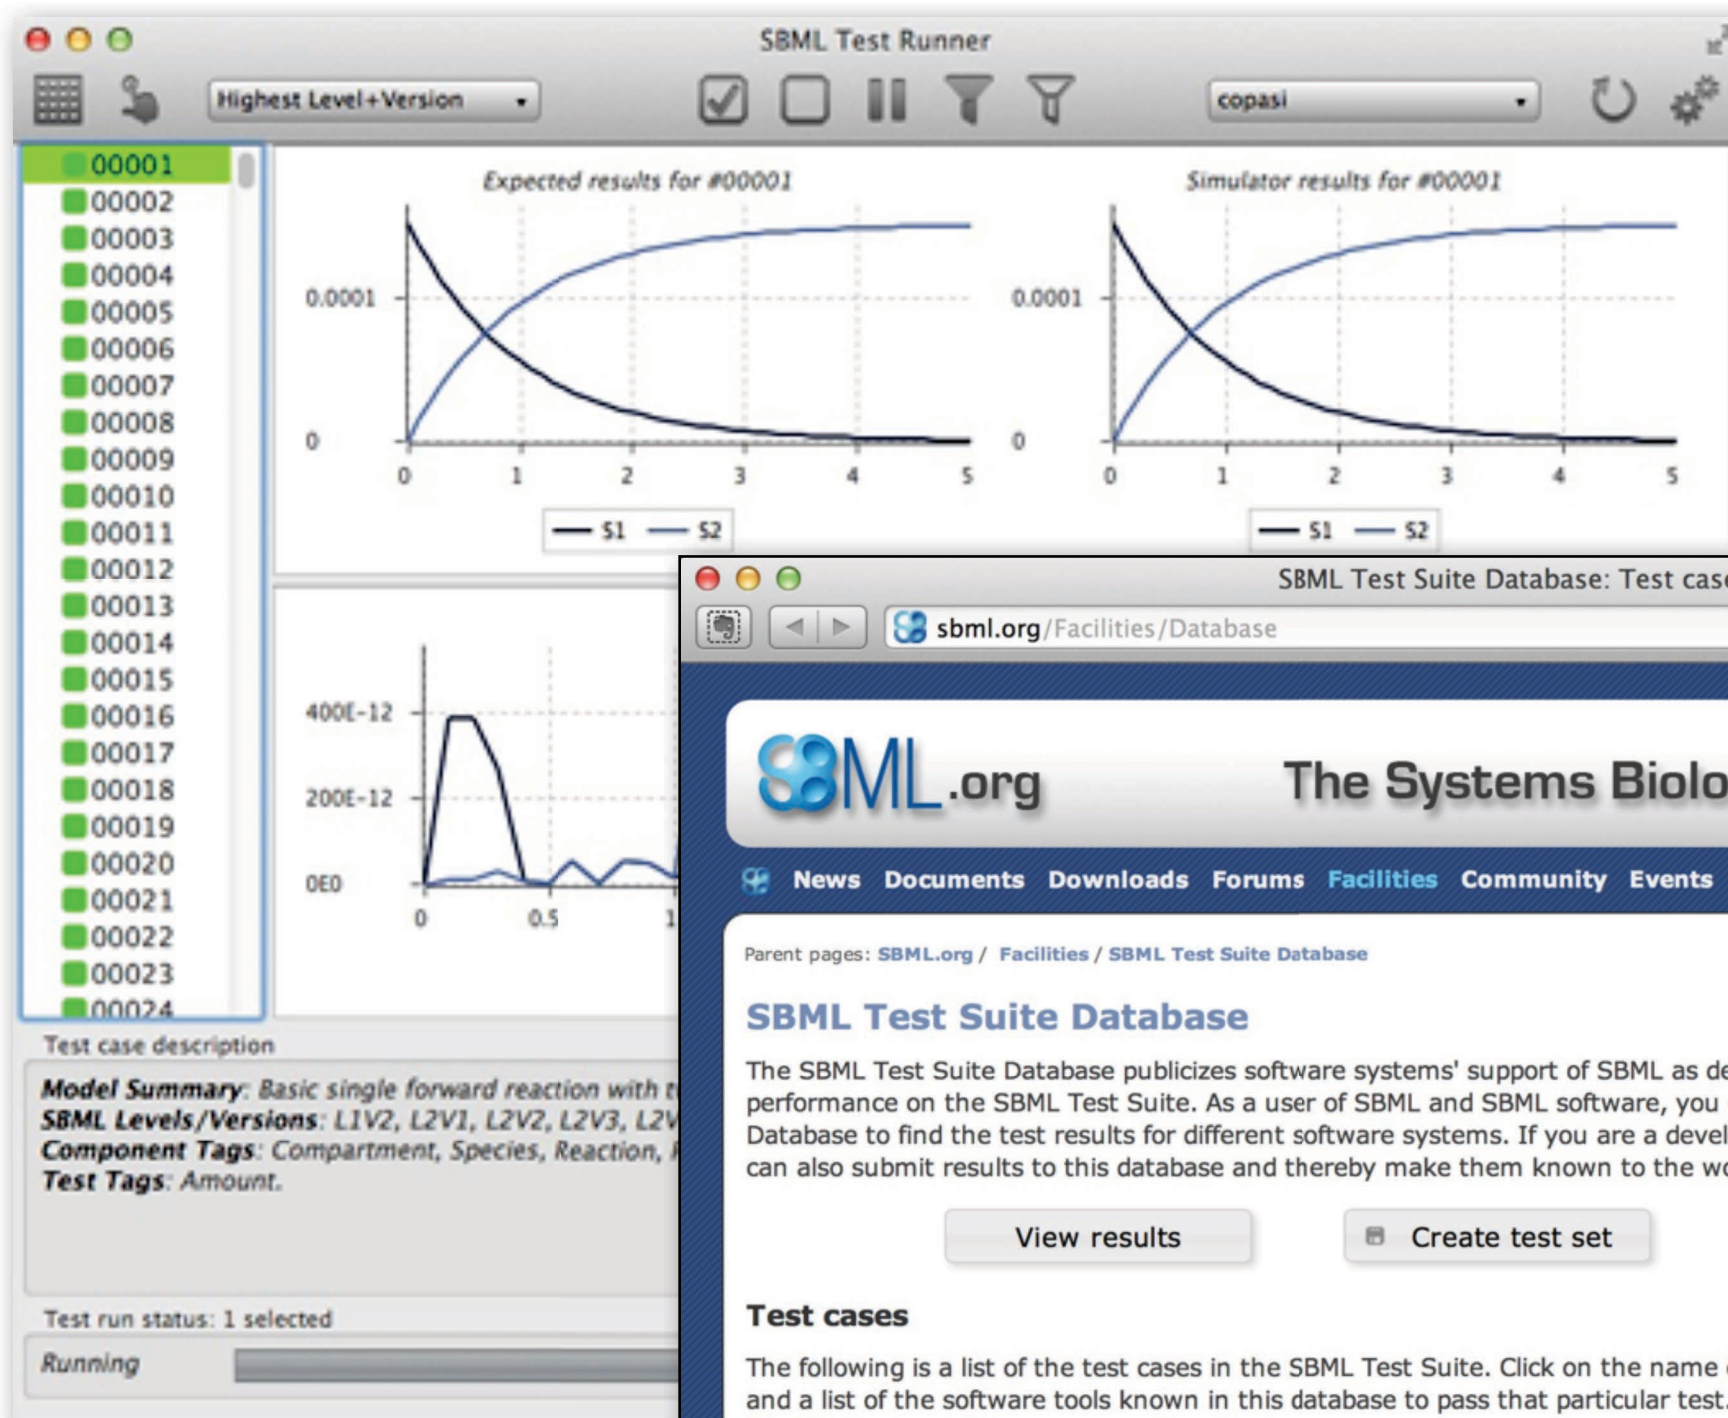 SBML Test Runner
Highest Level+Version
copasi
00001
00002
00003
00004
00005
00006
00007
00008
00009
00010
00011
00012
00013
00014
00015
00016
00017
00018
00019
00020
00021
00022
00023
00024
Expected results for #00001
0.0001
0
0 1 2 3 4 5
S1 S2
Simulator results for #00001
0.0001
0
0 1 2 3 4 5
S1 S2
400E-12
200E-12
0E0
0 0.5 1
Test case description
Model Summary: Basic single forward reaction with
SBML Levels/Versions: L1V2, L2V1, L2V2, L2V3,
Component Tags: Compartment, Species, Reaction,
Test Tags: Amount.
Test run status: 1 selected
Running
SBML Test Suite Database: Test case
sbml.org/Facilities/Database
SBML.org
The Systems Biolo
News Documents Downloads Forums Facilities Community Events
Parent pages: SBML.org / Facilities / SBML Test Suite Database
SBML Test Suite Database
The SBML Test Suite Database publicizes software systems' support of SBML as de
performance on the SBML Test Suite. As a user of SBML and SBML software, you
Database to find the test results for different software systems. If you are a devel
can also submit results to this database and thereby make them known to the wo
View results
Create test set
Test cases
The following is a list of the test cases in the SBML Test Suite. Click on the name
and a list of the software tools known in this database to pass that particular test.